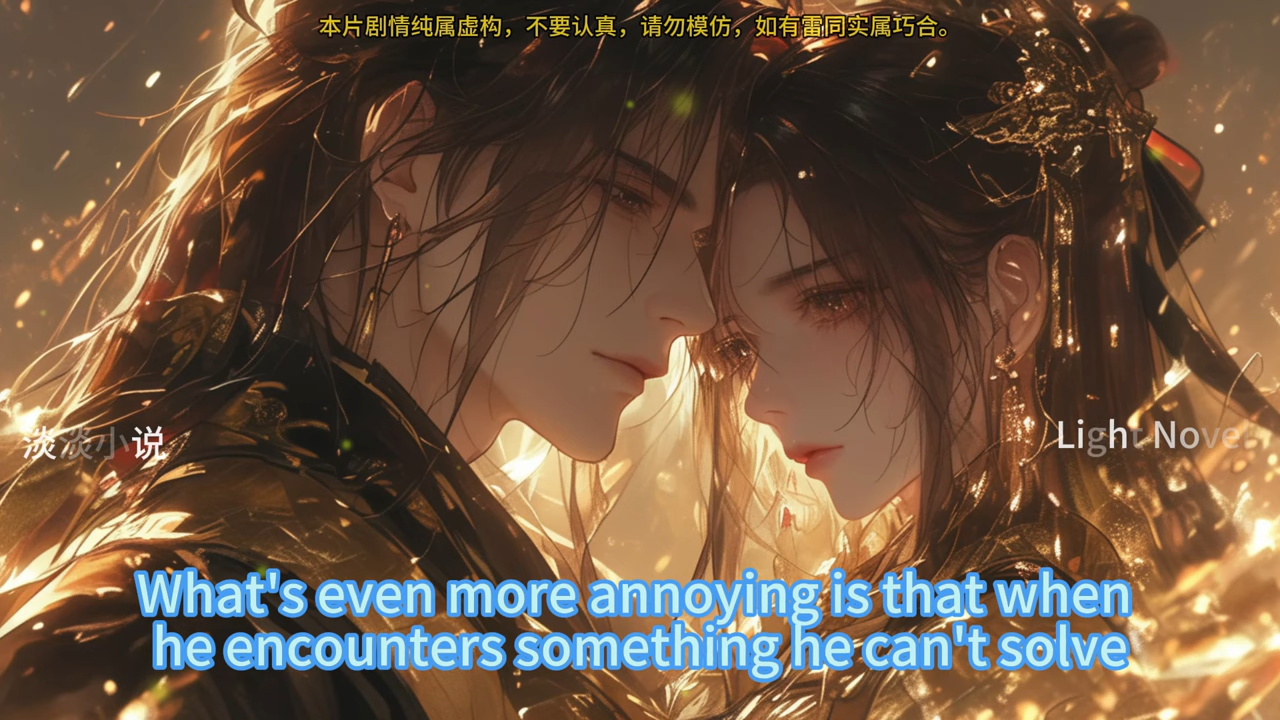 本片剧情纯属虚构，不要认真，请勿模仿，如有雷同实属巧合。
淡淡小说
Light Novel
What's even more annoying is that when
he encounters something he can't solve